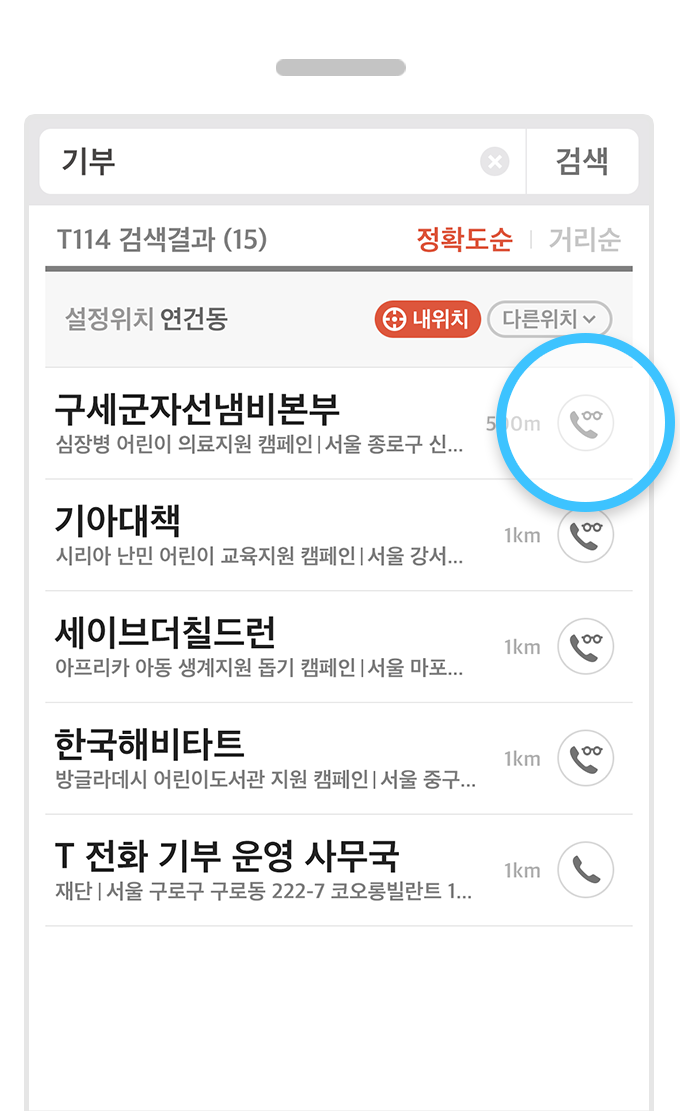 기부
검색
T114 검색결과 (15)
정확도순 | 거리순
설정위치 연건동
내위치
다른위치
구세군자선냄비본부
심장병 어린이 의료지원 캠페인 | 서울 종로구 신...
500m
기아대책
시리아 난민 어린이 교육지원 캠페인 | 서울 강서...
1km
세이브더칠드런
아프리카 아동 생계지원 돕기 캠페인 | 서울 마포...
1km
한국해비타트
방글라데시 어린이도서관 지원 캠페인 | 서울 중구...
1km
T 전화 기부 운영 사무국
재단 | 서울 구로구 구로동 222-7 코오롱빌란트 1...
1km